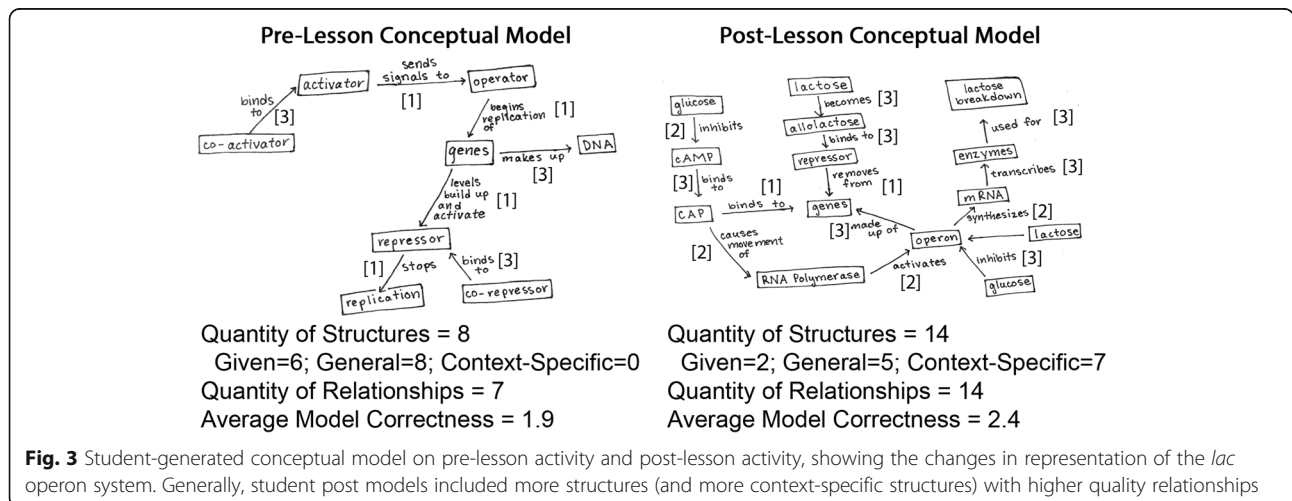 Pre-Lesson Conceptual Model
activator
sends
signals to
[1]
operator
binds
to
[3]
co-activator
begins
replication
of
[1]
genes
makes up
[3]
DNA
levels
build up
and
activate
[1]
repressor
[1]
stops
binds
to
[3]
replication
co-repressor
Quantity of Structures = 8
Given=6; General=8; Context-Specific=0
Quantity of Relationships = 7
Average Model Correctness = 1.9
Post-Lesson Conceptual Model
glucose
[2] inhibits
cAMP
[3] binds
to
CAP
binds to
[1]
[2]
causes
movement
of
RNA Polymerase
lactose
becomes [3]
allolactose
binds to [3]
repressor
removes
from
[1]
genes
[3] made
up of
operon
activates
[2]
lactose
breakdown
used for [3]
enzymes
transcribes [3]
mRNA
synthesizes [2]
lactose
inhibits [3]
glucose
Quantity of Structures = 14
Given=2; General=5; Context-Specific=7
Quantity of Relationships = 14
Average Model Correctness = 2.4
Fig. 3 Student-generated conceptual model on pre-lesson activity and post-lesson activity, showing the changes in representation of the lac
operon system. Generally, student post models included more structures (and more context-specific structures) with higher quality relationships